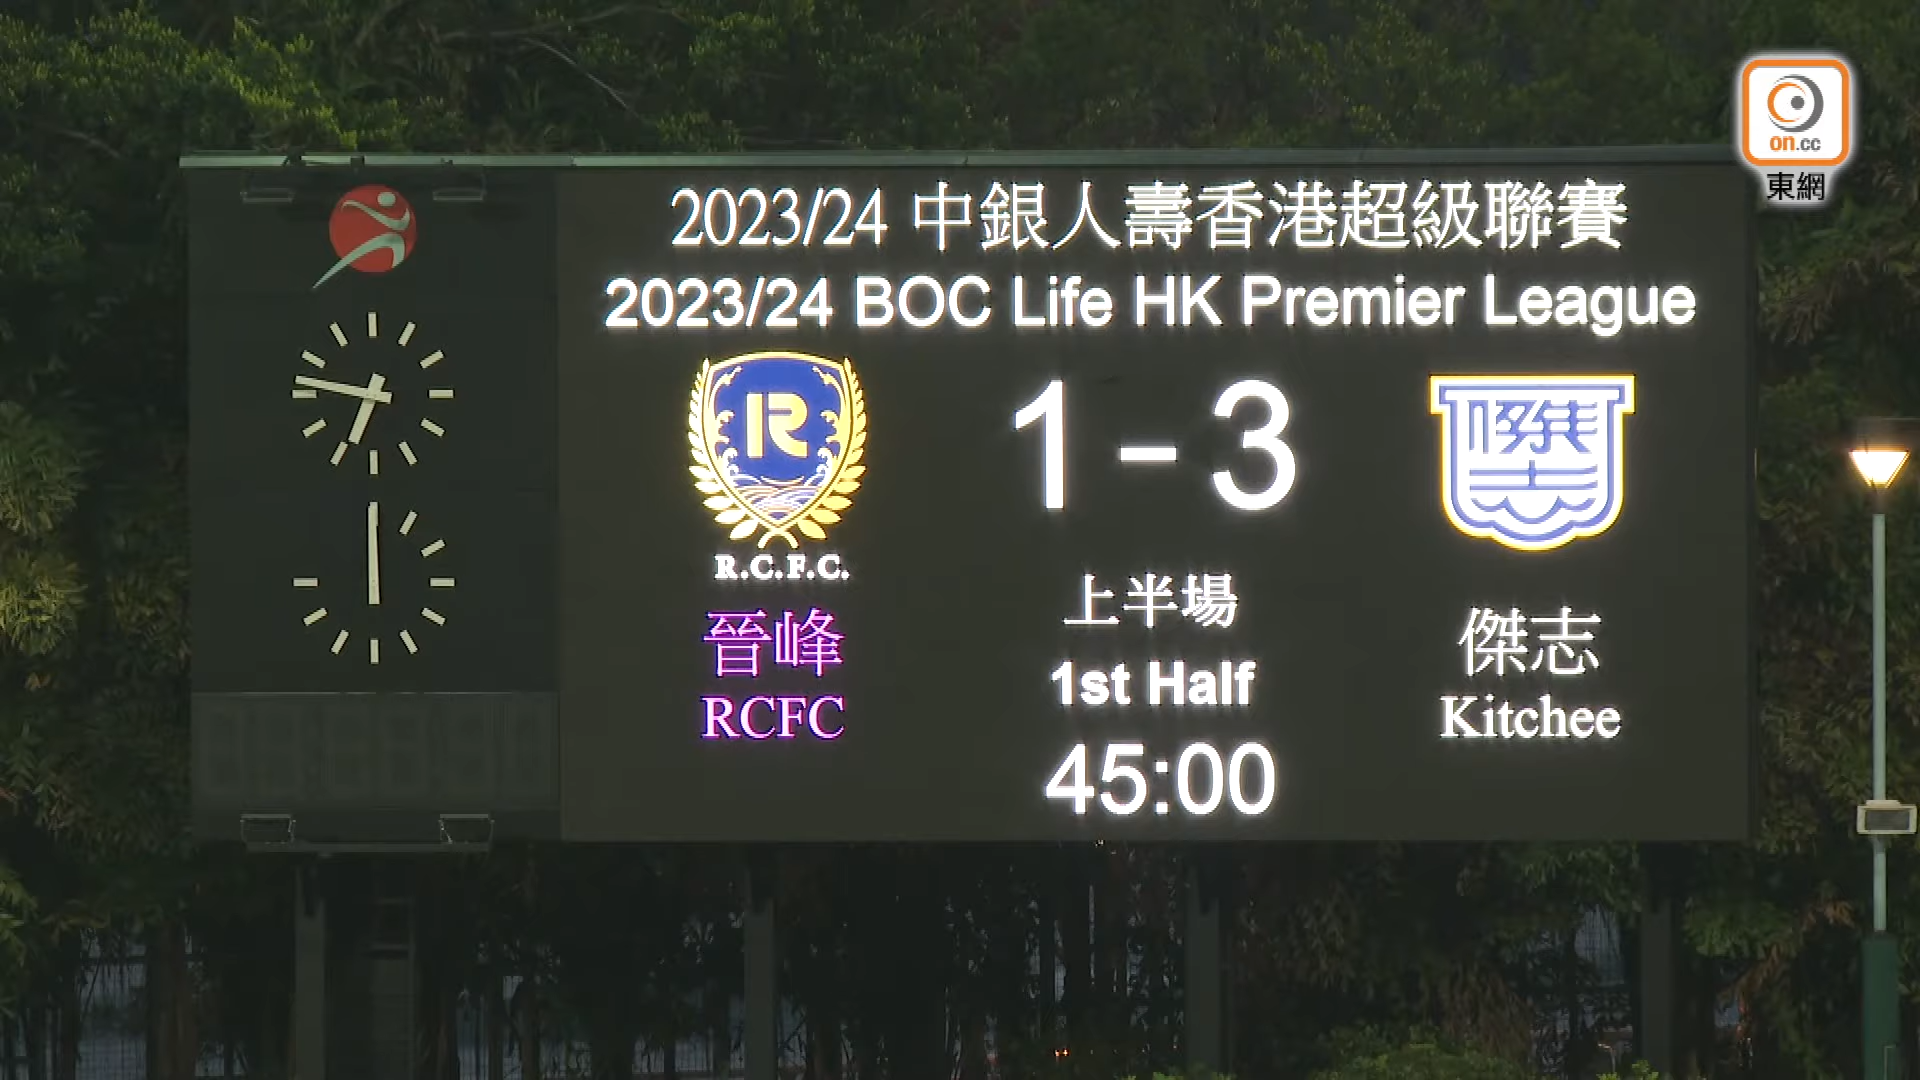 on.cc
東網
2023/24 中銀人壽香港超級聯賽
2023/24 BOC Life HK Premier League
R
1 - 3
傑志
R.C.F.C.
上半場
晉峰
傑志
1st Half
RCFC
Kitchee
45:00